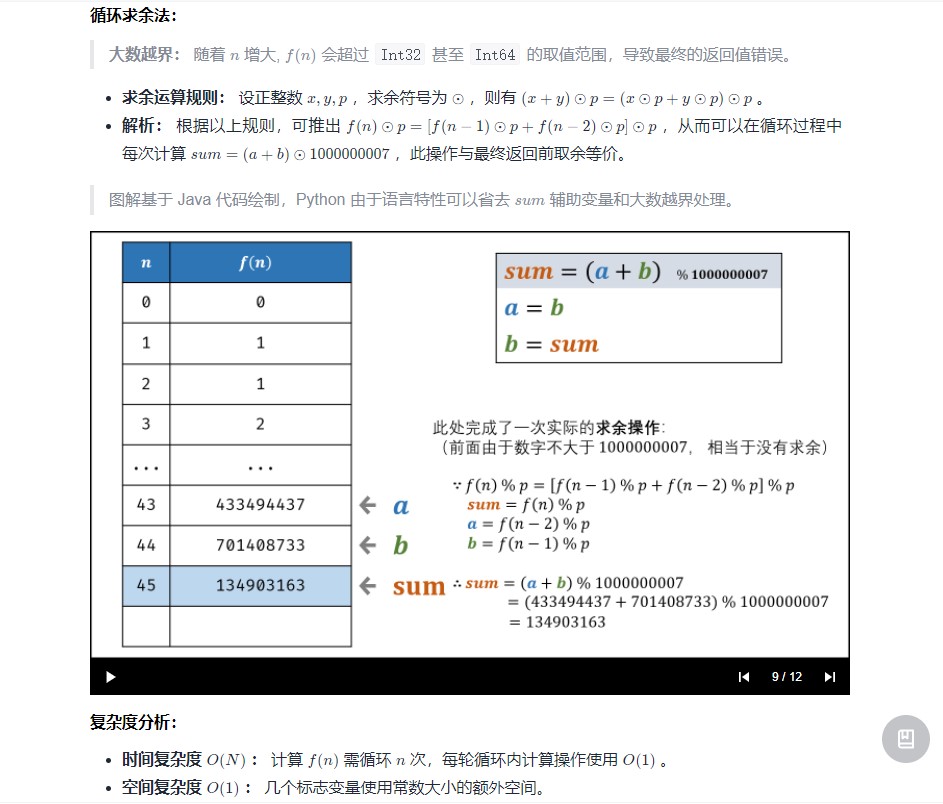 循环求余法：
大数越界： 随着 n 增大, f(n) 会超过 Int32 甚至 Int64 的取值范围，导致最终的返回值错误。
• 求余运算规则： 设正整数 x, y, p ，求余符号为 ⊙ ，则有 (x + y) ⊙ p = (x ⊙ p + y ⊙ p) ⊙ p 。
• 解析： 根据以上规则，可推出 f(n) ⊙ p = [f(n − 1) ⊙ p + f(n − 2) ⊙ p] ⊙ p ，从而可以在循环过程中
每次计算 sum = (a + b) ⊙ 1000000007 ，此操作与最终返回前取余等价。
图解基于 Java 代码绘制，Python 由于语言特性可以省去 sum 辅助变量和大数越界处理。
n f(n)
0 0
1 1
2 1
3 2
... ...
43 433494437 ← a
44 701408733 ← b
45 134903163 ← sum
sum = (a + b) % 1000000007
a = b
b = sum
此处完成了一次实际的求余操作:
（前面由于数字不大于 1000000007， 相当于没有求余）
∵ f(n) % p = [f(n − 1) % p + f(n − 2) % p] % p
sum = f(n) % p
a = f(n − 2) % p
b = f(n − 1) % p
∴ sum = (a + b) % 1000000007
= (433494437 + 701408733) % 1000000007
= 134903163
9 / 12
复杂度分析：
• 时间复杂度 O(N) ： 计算 f(n) 需循环 n 次，每轮循环内计算操作使用 O(1) 。
• 空间复杂度 O(1) ： 几个标志变量使用常数大小的额外空间。